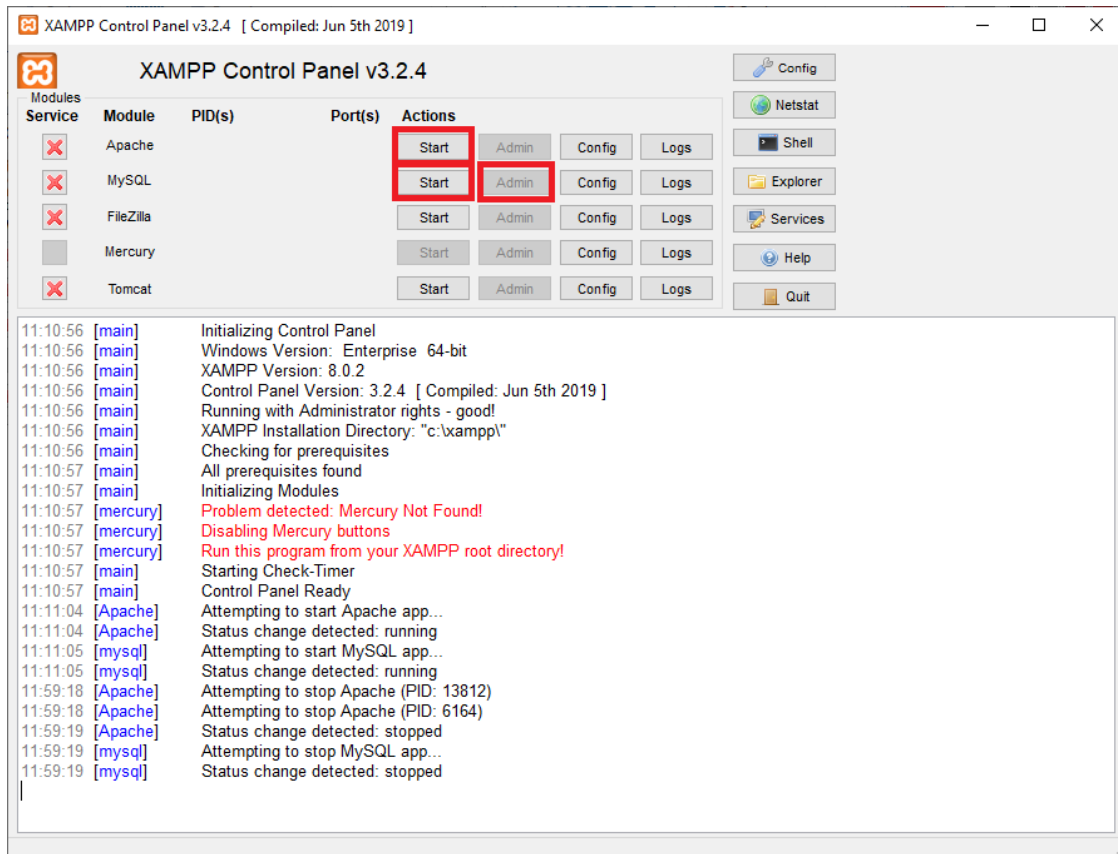 XAMPP Control Panel v3.2.4 [ Compiled: Jun 5th 2019 ]
XAMPP Control Panel v3.2.4
Config
Modules
Service Module PID(s) Port(s) Actions
Netstat
Apache Start Admin Config Logs
Shell
MySQL Start Admin Config Logs
Explorer
FileZilla Start Admin Config Logs
Services
Mercury Start Admin Config Logs
Help
Tomcat Start Admin Config Logs
Quit
11:10:56 [main] Initializing Control Panel
11:10:56 [main] Windows Version: Enterprise 64-bit
11:10:56 [main] XAMPP Version: 8.0.2
11:10:56 [main] Control Panel Version: 3.2.4 [ Compiled: Jun 5th 2019 ]
11:10:56 [main] Running with Administrator rights - good!
11:10:56 [main] XAMPP Installation Directory: "c:\xampp\"
11:10:56 [main] Checking for prerequisites
11:10:57 [main] All prerequisites found
11:10:57 [main] Initializing Modules
11:10:57 [mercury] Problem detected: Mercury Not Found!
11:10:57 [mercury] Disabling Mercury buttons
11:10:57 [mercury] Run this program from your XAMPP root directory!
11:10:57 [main] Starting Check-Timer
11:10:57 [main] Control Panel Ready
11:11:04 [Apache] Attempting to start Apache app...
11:11:04 [Apache] Status change detected: running
11:11:05 [mysql] Attempting to start MySQL app...
11:11:05 [mysql] Status change detected: running
11:59:18 [Apache] Attempting to stop Apache (PID: 13812)
11:59:18 [Apache] Attempting to stop Apache (PID: 6164)
11:59:19 [Apache] Status change detected: stopped
11:59:19 [mysql] Attempting to stop MySQL app...
11:59:19 [mysql] Status change detected: stopped